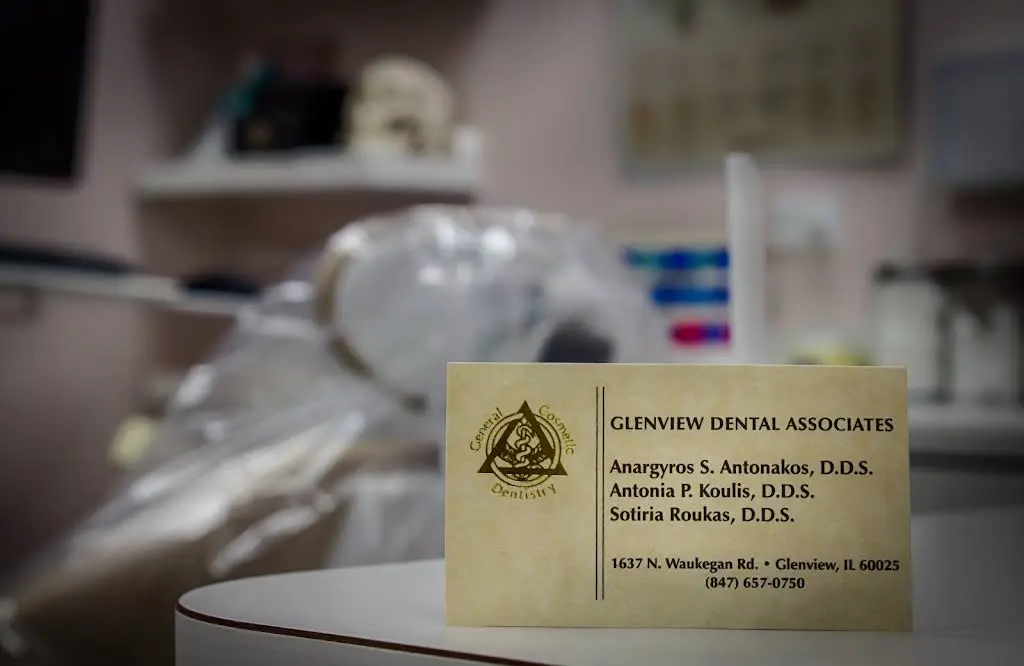 General Cosmetic
Dentistry
GLENVIEW DENTAL ASSOCIATES
Anargyros S. Antonakos, D.D.S.
Antonia P. Koulis, D.D.S.
Sotiria Roukas, D.D.S.
1637 N. Waukegan Rd. • Glenview, IL 60025
(847) 657-0750